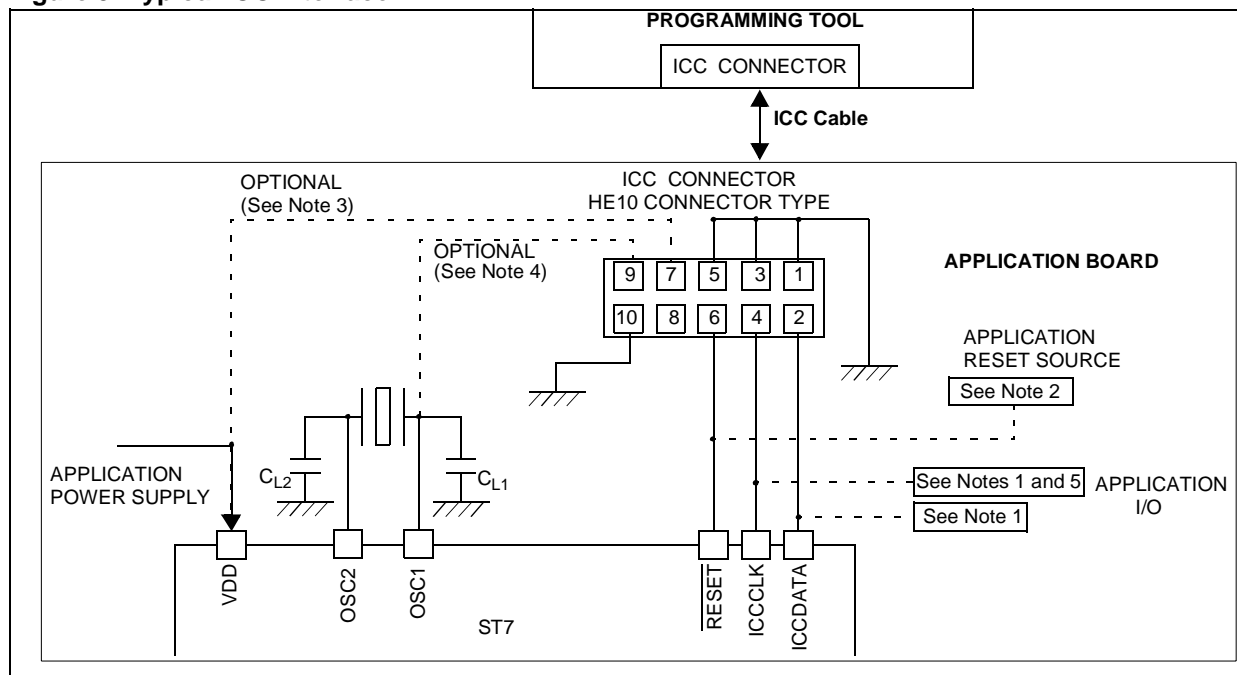 PROGRAMMING TOOL
ICC CONNECTOR
ICC Cable
OPTIONAL
(See Note 3)
ICC CONNECTOR
HE10 CONNECTOR TYPE
OPTIONAL
(See Note 4)
9 7 5 3 1
10 8 6 4 2
APPLICATION BOARD
APPLICATION
RESET SOURCE
See Note 2
APPLICATION
POWER SUPPLY
CL2
CL1
See Notes 1 and 5
See Note 1
APPLICATION
I/O
VDD
OSC2
OSC1
RESET
ICCCLK
ICCDATA
ST7